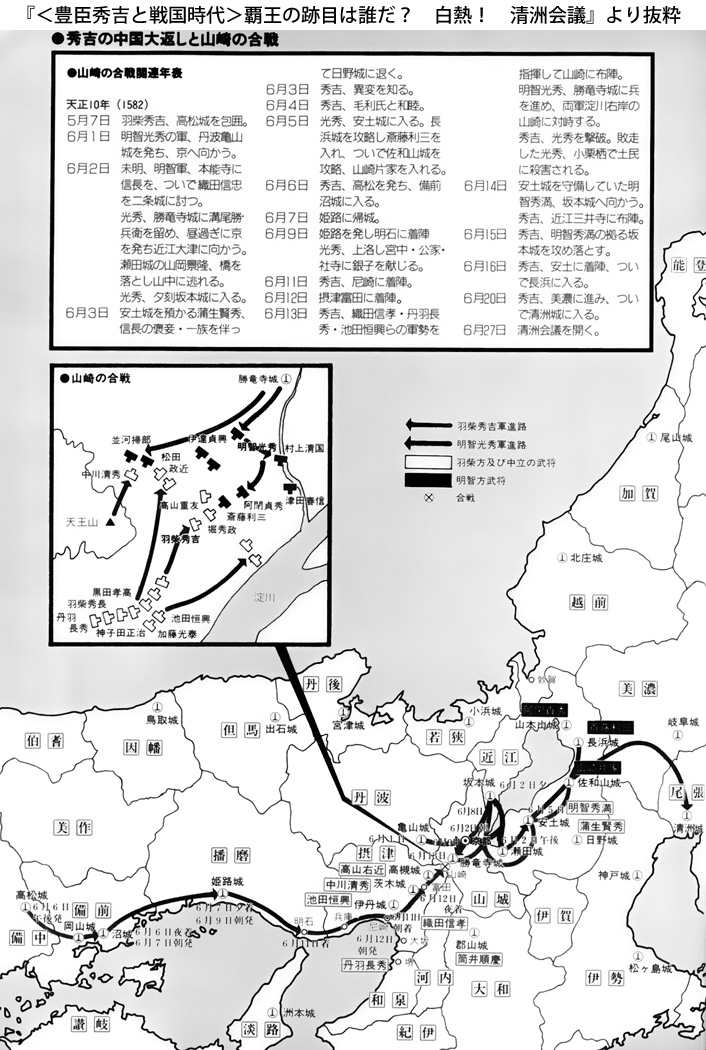 『＜豊臣秀吉と戦国時代＞覇王の跡目は誰だ？　白熱！　清洲会議』より抜粋
●秀吉の中国大返しと山崎の合戦
●山崎の合戦関連年表
天正10年（1582）
5月7日　羽柴秀吉、高松城を包囲。
6月1日　明智光秀の軍、丹波亀山
城を発ち、京へ向かう。
6月2日　未明、明智軍、本能寺に
信長を、ついで織田信忠
を二条城に討つ。
光秀、勝竜寺城に溝尾勝・
兵衛を留め、昼過ぎに京
を発ち近江大津に向かう。
瀬田城の山岡景隆、橋を
落とし山中に逃れる。
光秀、夕刻坂本城に入る。
6月3日　安土城を預かる蒲生賢秀、
信長の褒妾・一族を伴っ
て日野城に退く。
6月3日　秀吉、異変を知る。
6月4日　秀吉、毛利氏と和睦。
6月5日　光秀、安土城に入る。長
浜城を攻略し斎藤利三を
入れ、ついで佐和山城を
攻略、山崎片家を入れる。
6月6日　秀吉、高松を発ち、備前
沼城に入る。
6月7日　姫路に帰城。
6月9日　姫路を発し明石に着陣
光秀、上洛し宮中・公家・
社寺に銀子を献じる。
6月11日　秀吉、尼崎に着陣。
6月12日　摂津富田に着陣。
6月13日　秀吉、織田信孝・丹羽長
秀・池田恒興らの軍勢を
指揮して山崎に布陣。
明智光秀、勝竜寺城に兵
を進め、両軍淀川右岸の
山崎に対峙する。
秀吉、光秀を撃破。敗走
した光秀、小栗栖で土民
に殺害される。
6月14日　安土城を守備していた明
智秀満、坂本城へ向かう。
秀吉、近江三井寺に布陣。
6月15日　秀吉、明智秀満の拠る坂
本城を攻め落とす。
6月16日　秀吉、安土に着陣、つい
で長浜に入る。
6月20日　秀吉、美濃に進み、つい
で清洲城に入る。
6月27日　清洲会議を開く。
●山崎の合戦
勝竜寺城
並河掃部
伊達貞興
明智光秀
村上清国
松田
政近
中川清秀
津田春信
高山重友
阿閉貞秀
斎藤利三
天王山
堀秀政
羽柴秀吉
黒田孝高
羽柴秀長
丹羽
長秀
神子田正治
池田恒興
加藤光泰
淀川
羽柴秀吉軍進路
明智光秀軍進路
羽柴方及び中立の武将
明智方武将
合戦
能登
尾山城
加賀
北庄城
越前
敦賀
丹後
美濃
鳥取城
出石城
宮津城
小浜城
山本山城
岐阜城
伯耆
因幡
但馬
若狭
近江
長浜城
坂本城
6月2日夕
佐和山城
尾張
6月8日
6月5日
明智秀満
丹波
美作
亀山城
6月1日
6月2日
安土城
蒲生賢秀
清洲城
6月2日午後
瀬田城
日野城
播磨
摂津
勝竜寺城
高山右近
高槻城
山崎
神戸城
姫路城
中川清秀
茨木城
富田
高松城
6月6日
午後発
備前
6月7日夕着
6月9日朝発
池田恒興
伊丹城
6月12日
夜着
山城
伊賀
明石
兵庫
尼崎
6月11日
朝着
織田信孝
備中
岡山城
沼城
6月6日夜着
6月7日朝発
6月12日
朝発
大坂
郡山城
筒井順慶
丹羽長秀
堺
河内
大和
伊勢
松ヶ島城
和泉
讃岐
淡路
洲本城
紀伊